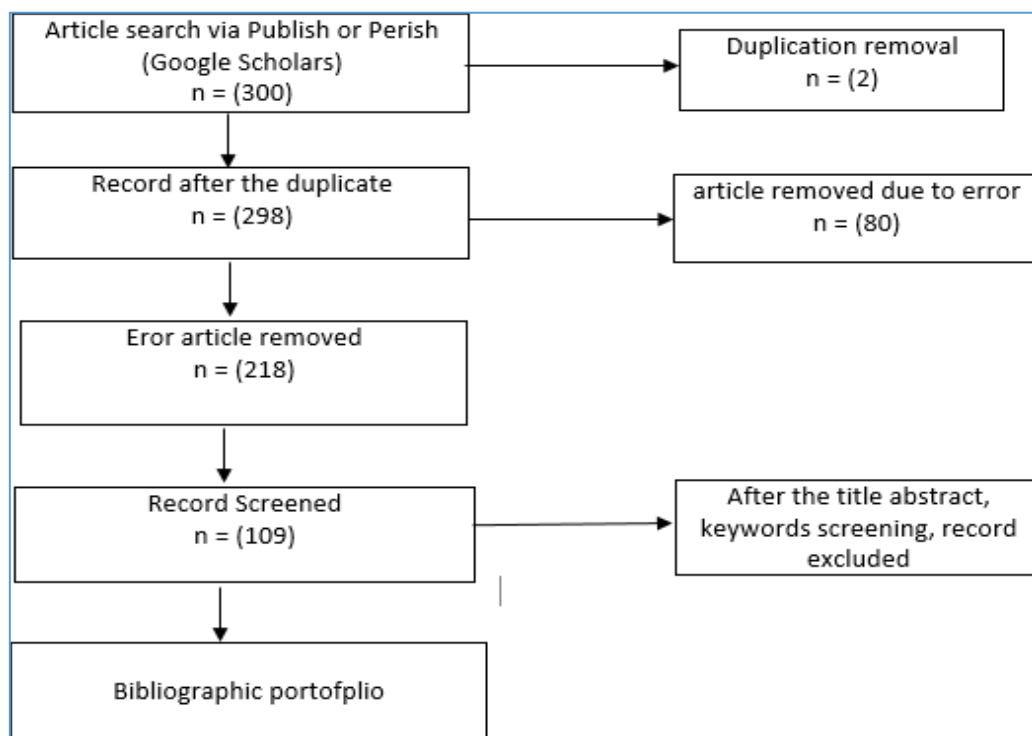 Article search via Publish or Perish
(Google Scholars)
n = (300)
Duplication removal
n = (2)
Record after the duplicate
n = (298)
article removed due to error
n = (80)
Eror article removed
n = (218)
Record Screened
n = (109)
After the title abstract,
keywords screening, record
excluded
Bibliographic portofplio